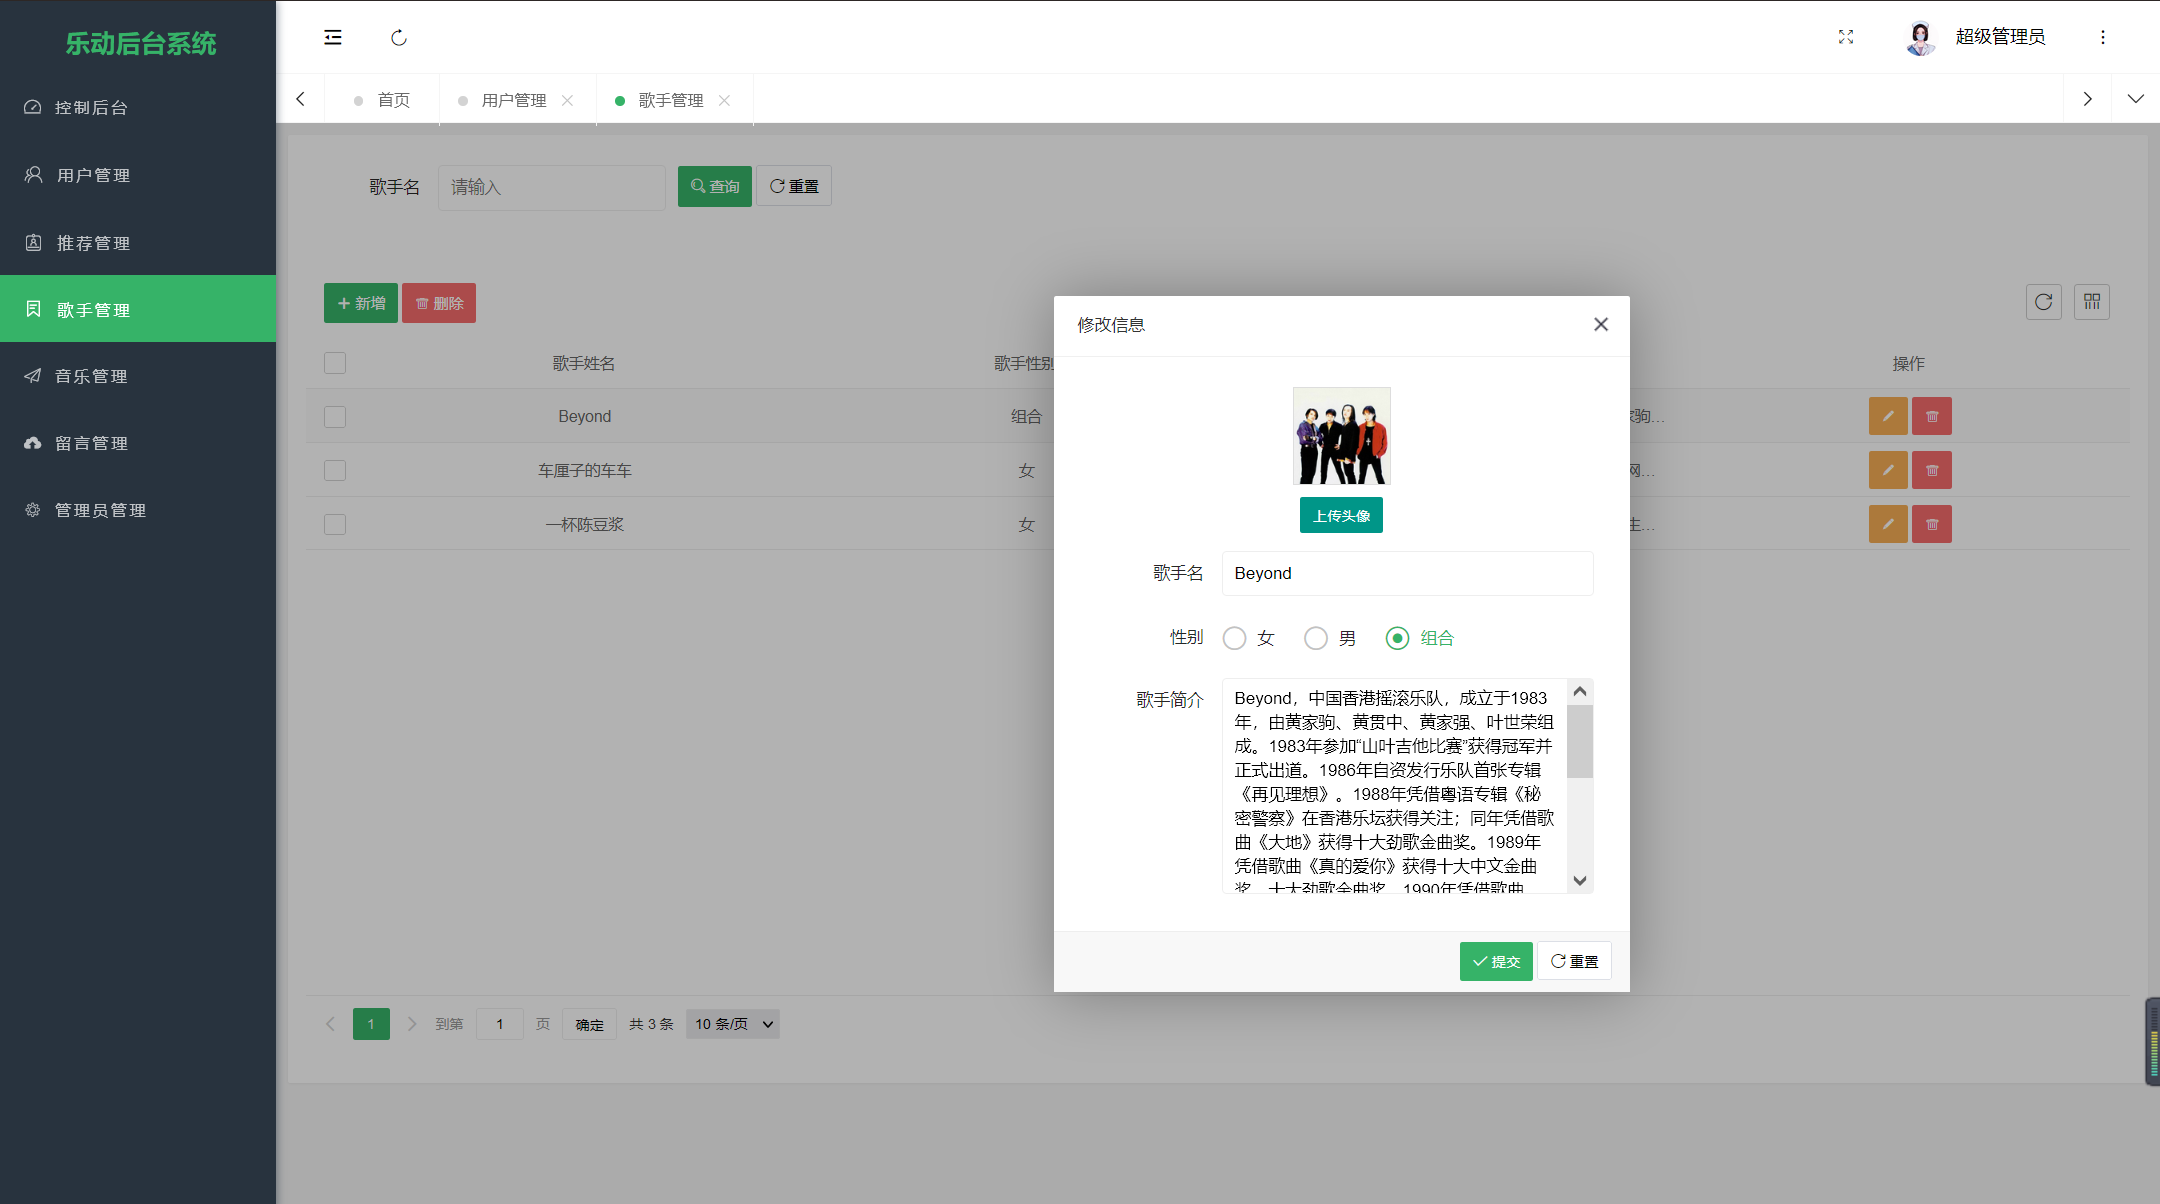 乐动后台系统
超级管理员
首页
用户管理
歌手管理
控制后台
用户管理
推荐管理
歌手管理
音乐管理
留言管理
管理员管理
歌手名
请输入
查询
重置
新增
删除
歌手姓名
歌手性别
操作
Beyond
组合
驹...
车厘子的车车
女
网...
一杯陈豆浆
女
生...
修改信息
上传头像
歌手名
Beyond
性别
女
男
组合
歌手简介
Beyond，中国香港摇滚乐队，成立于1983
年，由黄家驹、黄贯中、黄家强、叶世荣组
成。1983年参加“山叶吉他比赛”获得冠军并
正式出道。1986年自资发行乐队首张专辑
《再见理想》。1988年凭借粤语专辑《秘
密警察》在香港乐坛获得关注；同年凭借歌
曲《大地》获得十大劲歌金曲奖。1989年
凭借歌曲《真的爱你》获得十大中文金曲
奖、十大劲歌金曲奖。1990年凭借歌曲
提交
重置
1
到第
1
页
确定
共 3 条
10 条/页